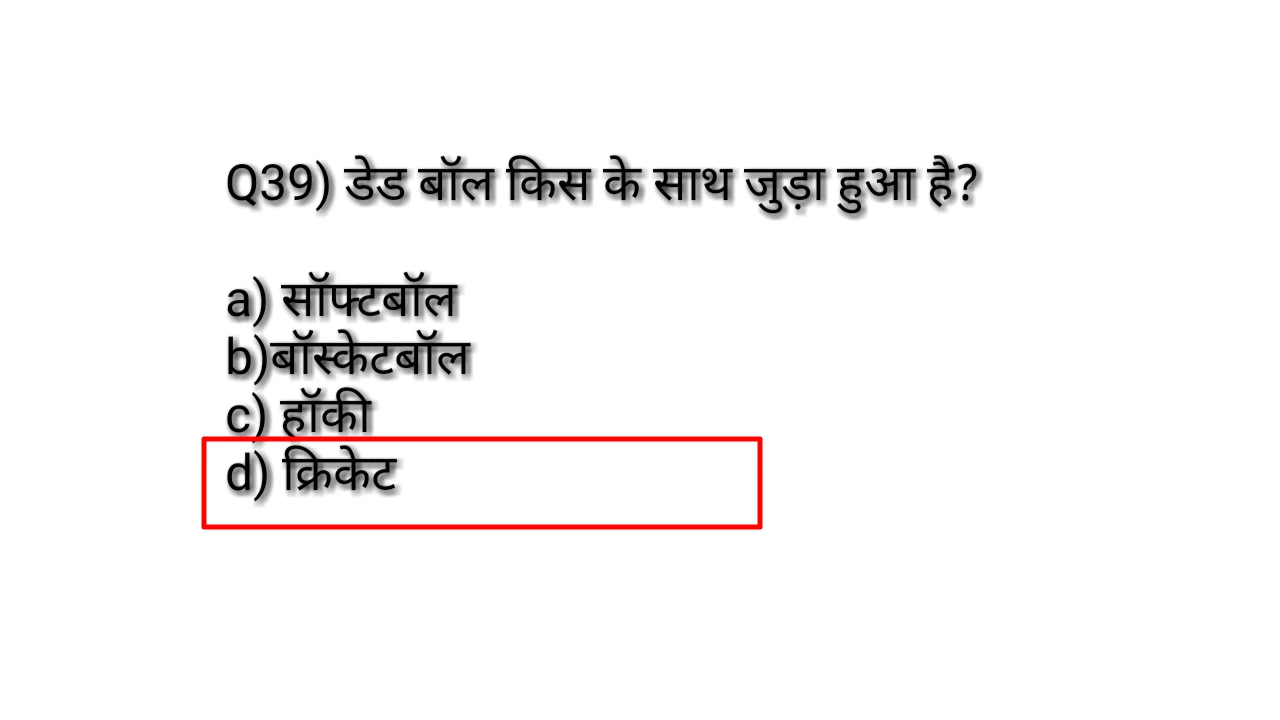 Q39) डेड बॉल किस के साथ जुड़ा हुआ है?
a) सॉफ्टबॉल
b)बॉस्केटबॉल
c) हॉकी
d) क्रिकेट